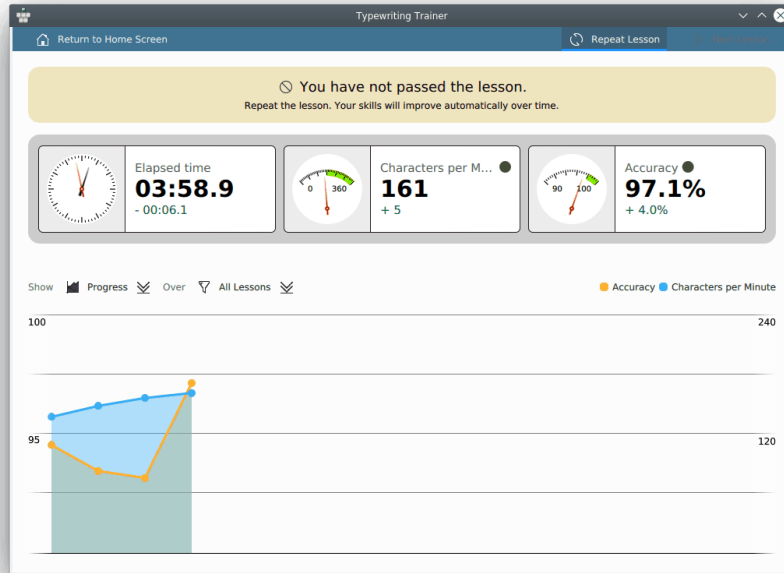 Typewriting Trainer
Return to Home Screen
Repeat Lesson
You have not passed the lesson.
Repeat the lesson. Your skills will improve automatically over time.
Elapsed time
03:58.9
- 00:06.1
0 360
Characters per M...
161
+ 5
90 100
Accuracy
97.1%
+ 4.0%
Show Progress Over All Lessons
Accuracy Characters per Minute
100 240
95 120